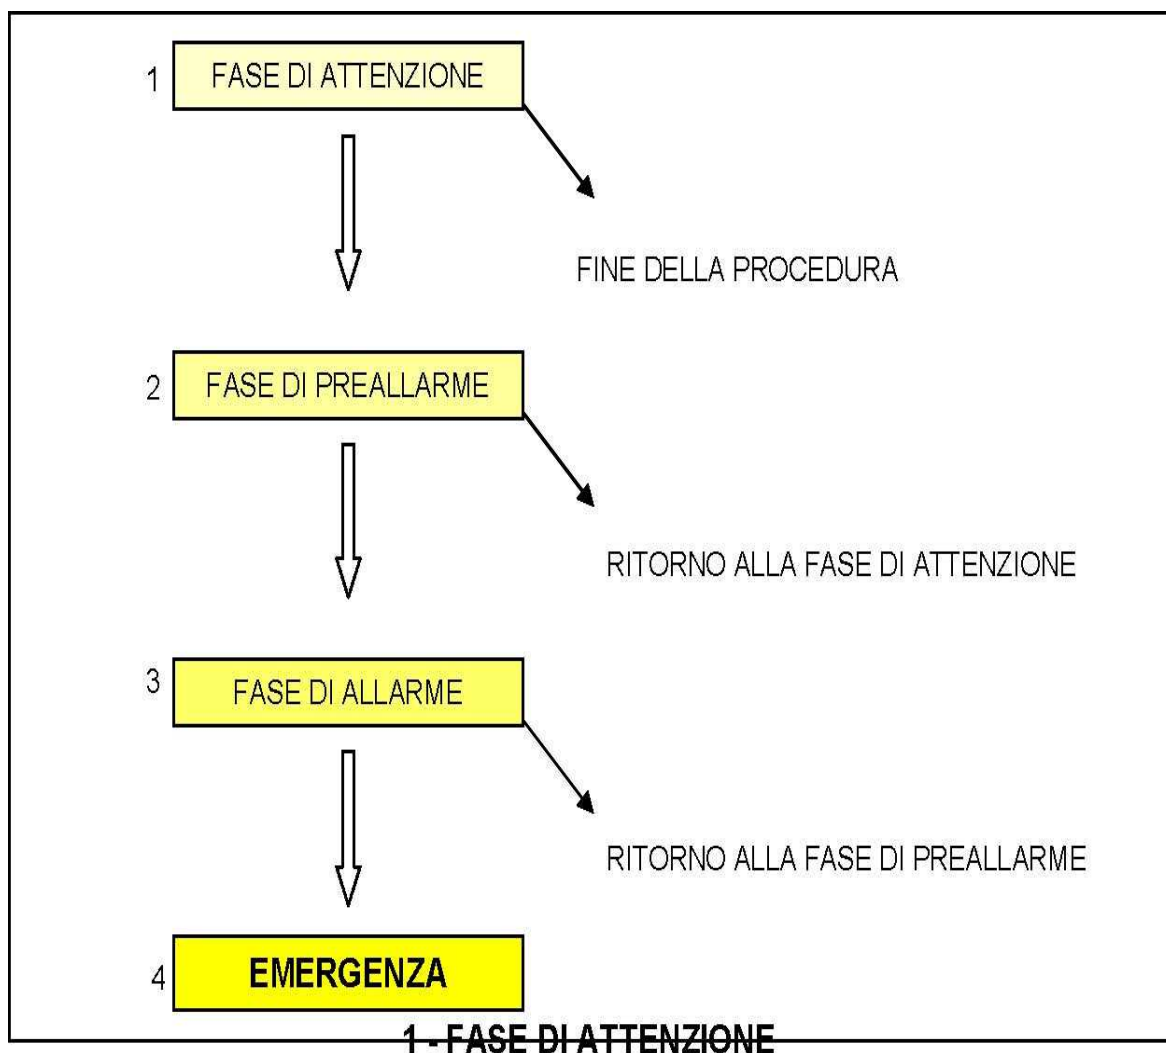 1 FASE DI ATTENZIONE
FINE DELLA PROCEDURA
2 FASE DI PREALLARME
RITORNO ALLA FASE DI ATTENZIONE
3 FASE DI ALLARME
RITORNO ALLA FASE DI PREALLARME
4 EMERGENZA
1 - FASE DI ATTENZIONE